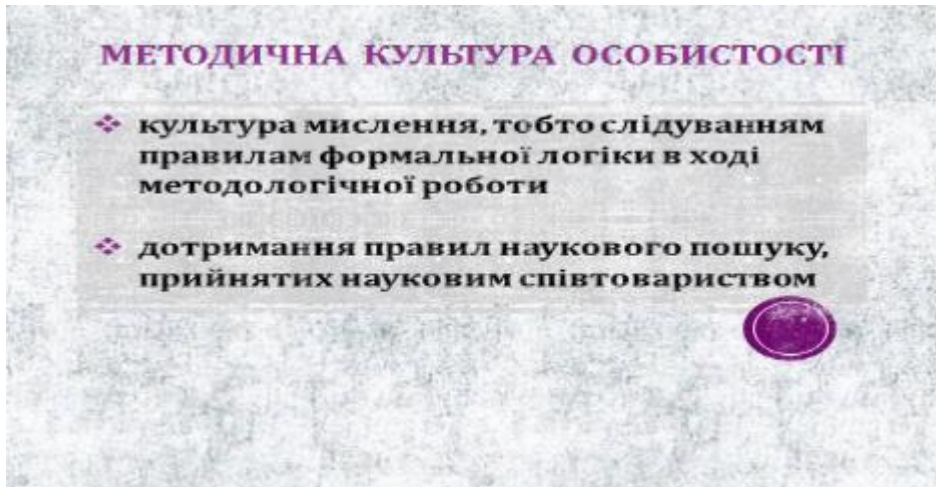 МЕТОДИЧНА КУЛЬТУРА ОСОБИСТОСТІ
культура мислення, тобто слідуванням
правилам формальної логіки в ході
методологічної роботи
дотримання правил наукового пошуку,
прийнятих науковим співтовариством